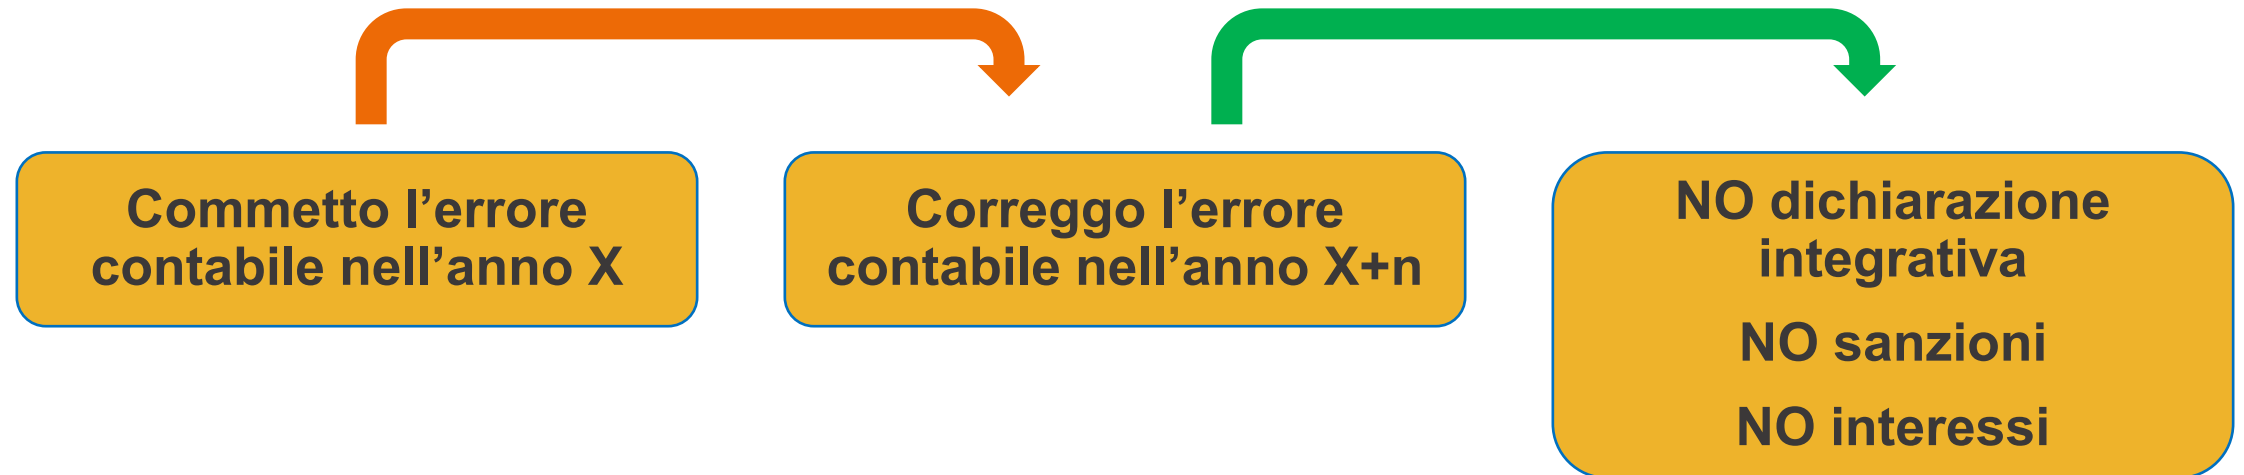 Commetto l’errore
contabile nell’anno X
Correggo l’errore
contabile nell’anno X+n
NO dichiarazione
integrativa
NO sanzioni
NO interessi